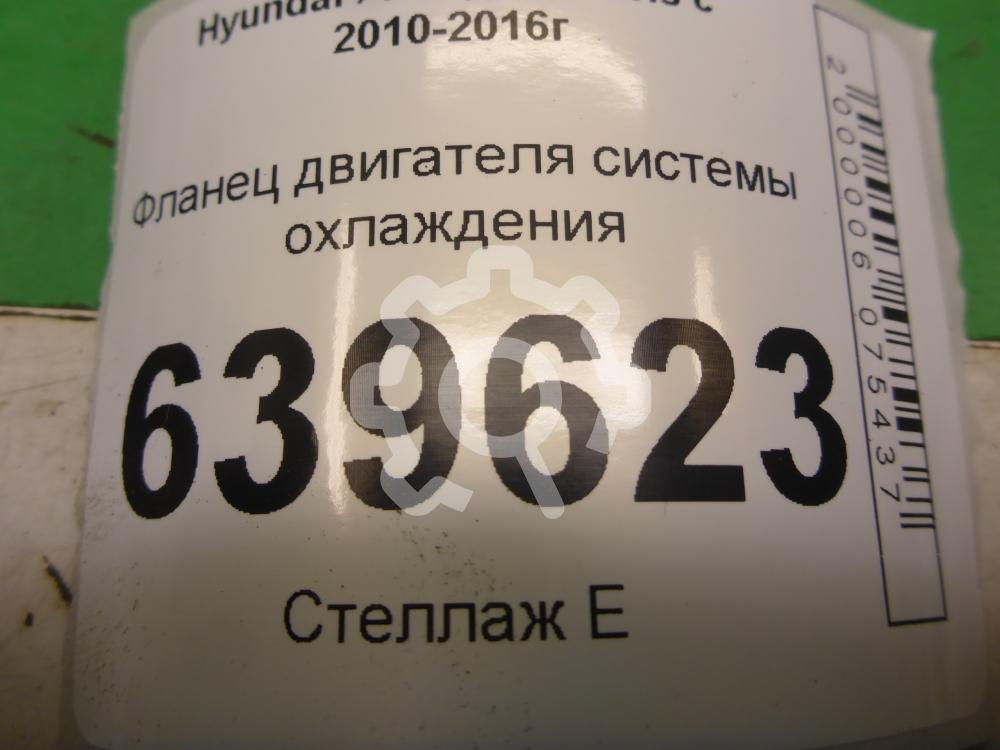 Hyundai
2010-2016г
Фланец двигателя системы
охлаждения
639623
Стеллаж Е
2000006075437